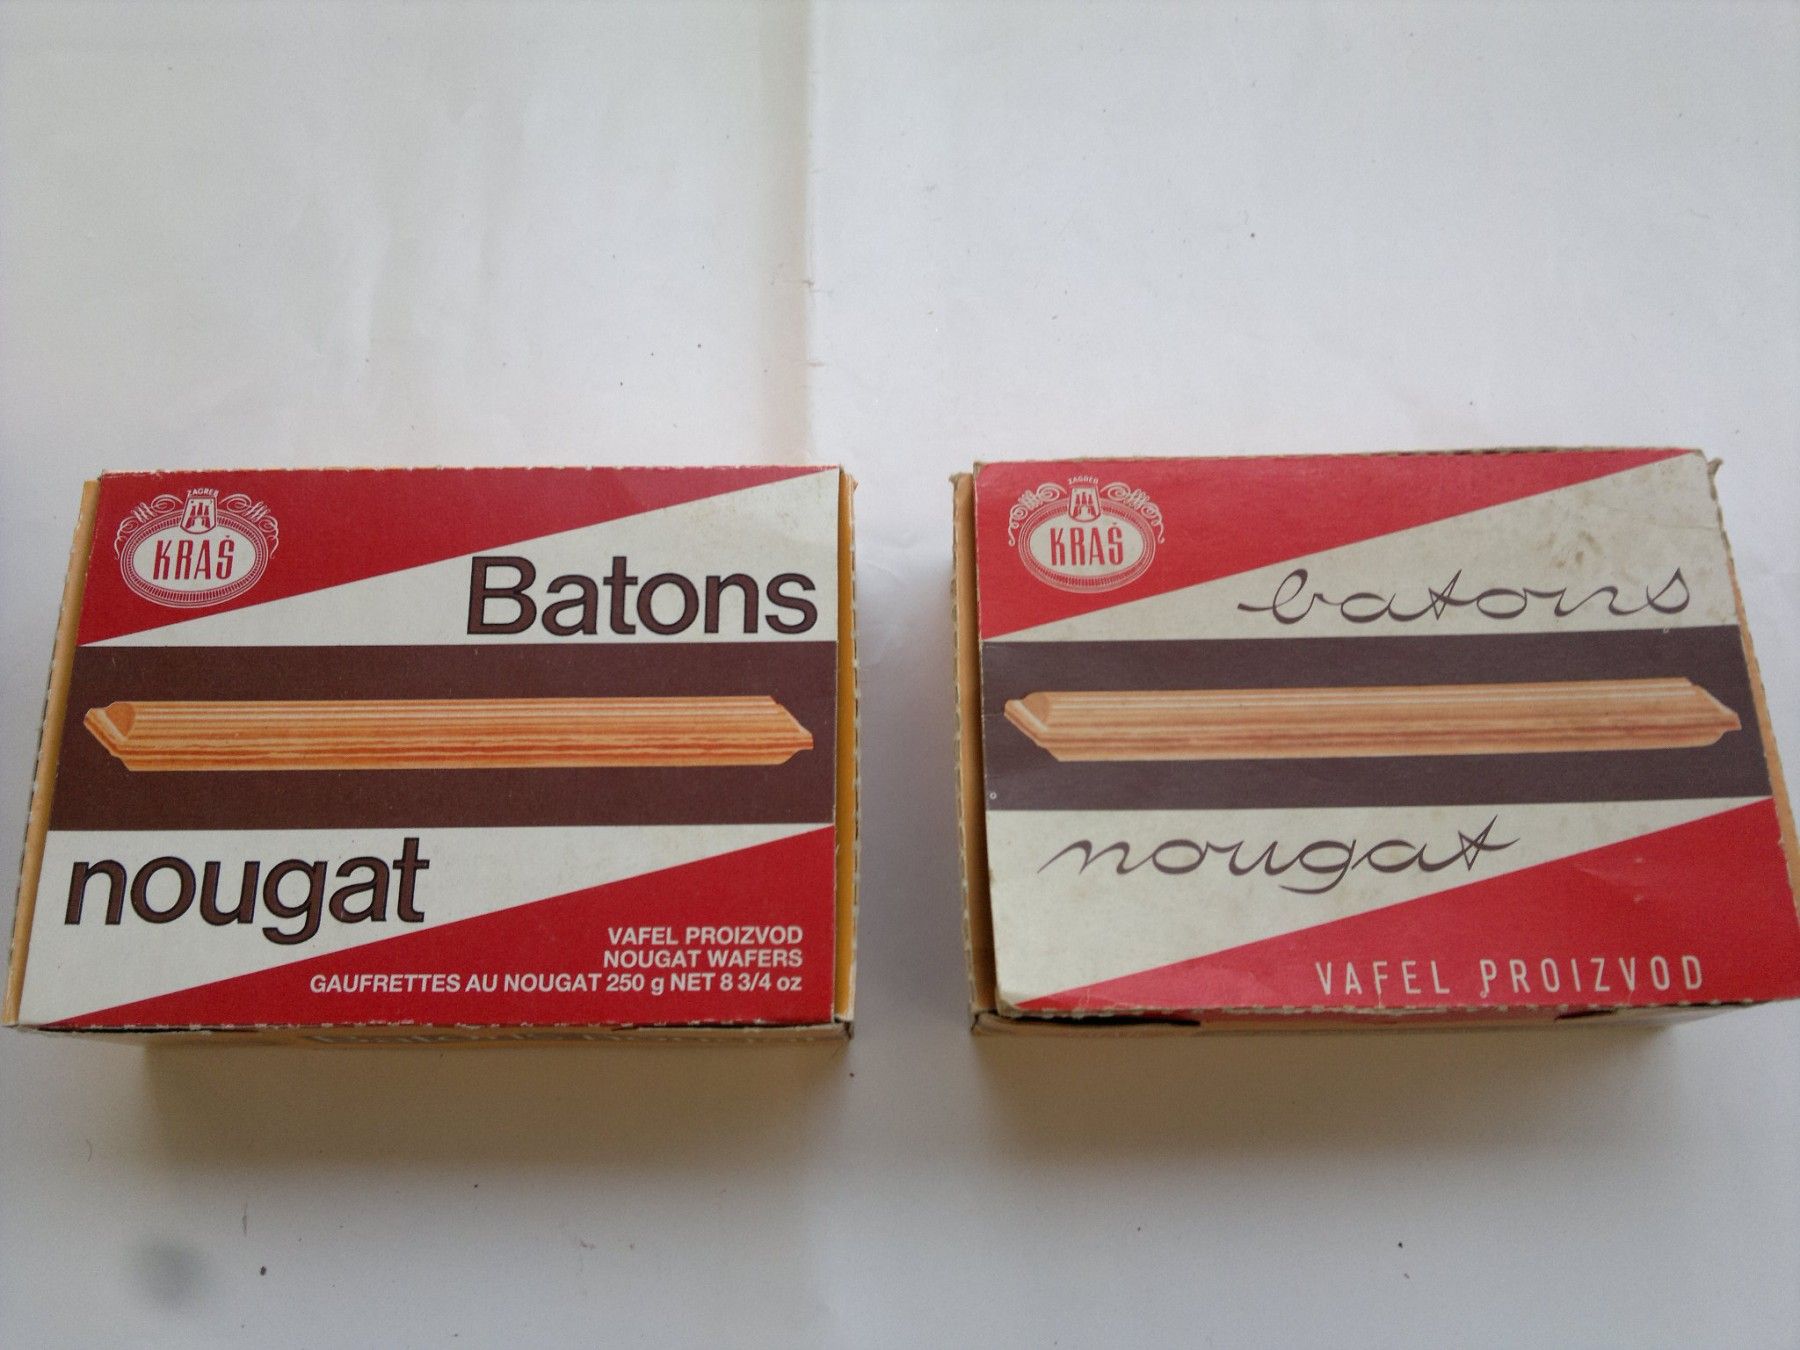 ZAGREB
KRAŠ
Batons
nougat
VAFEL PROIZVOD
NOUGAT WAFERS
GAUFRETTES AU NOUGAT 250 g NET 8 3/4 oz
ZAGREB
KRAŠ
batons
nougat
VAFEL PROIZVOD